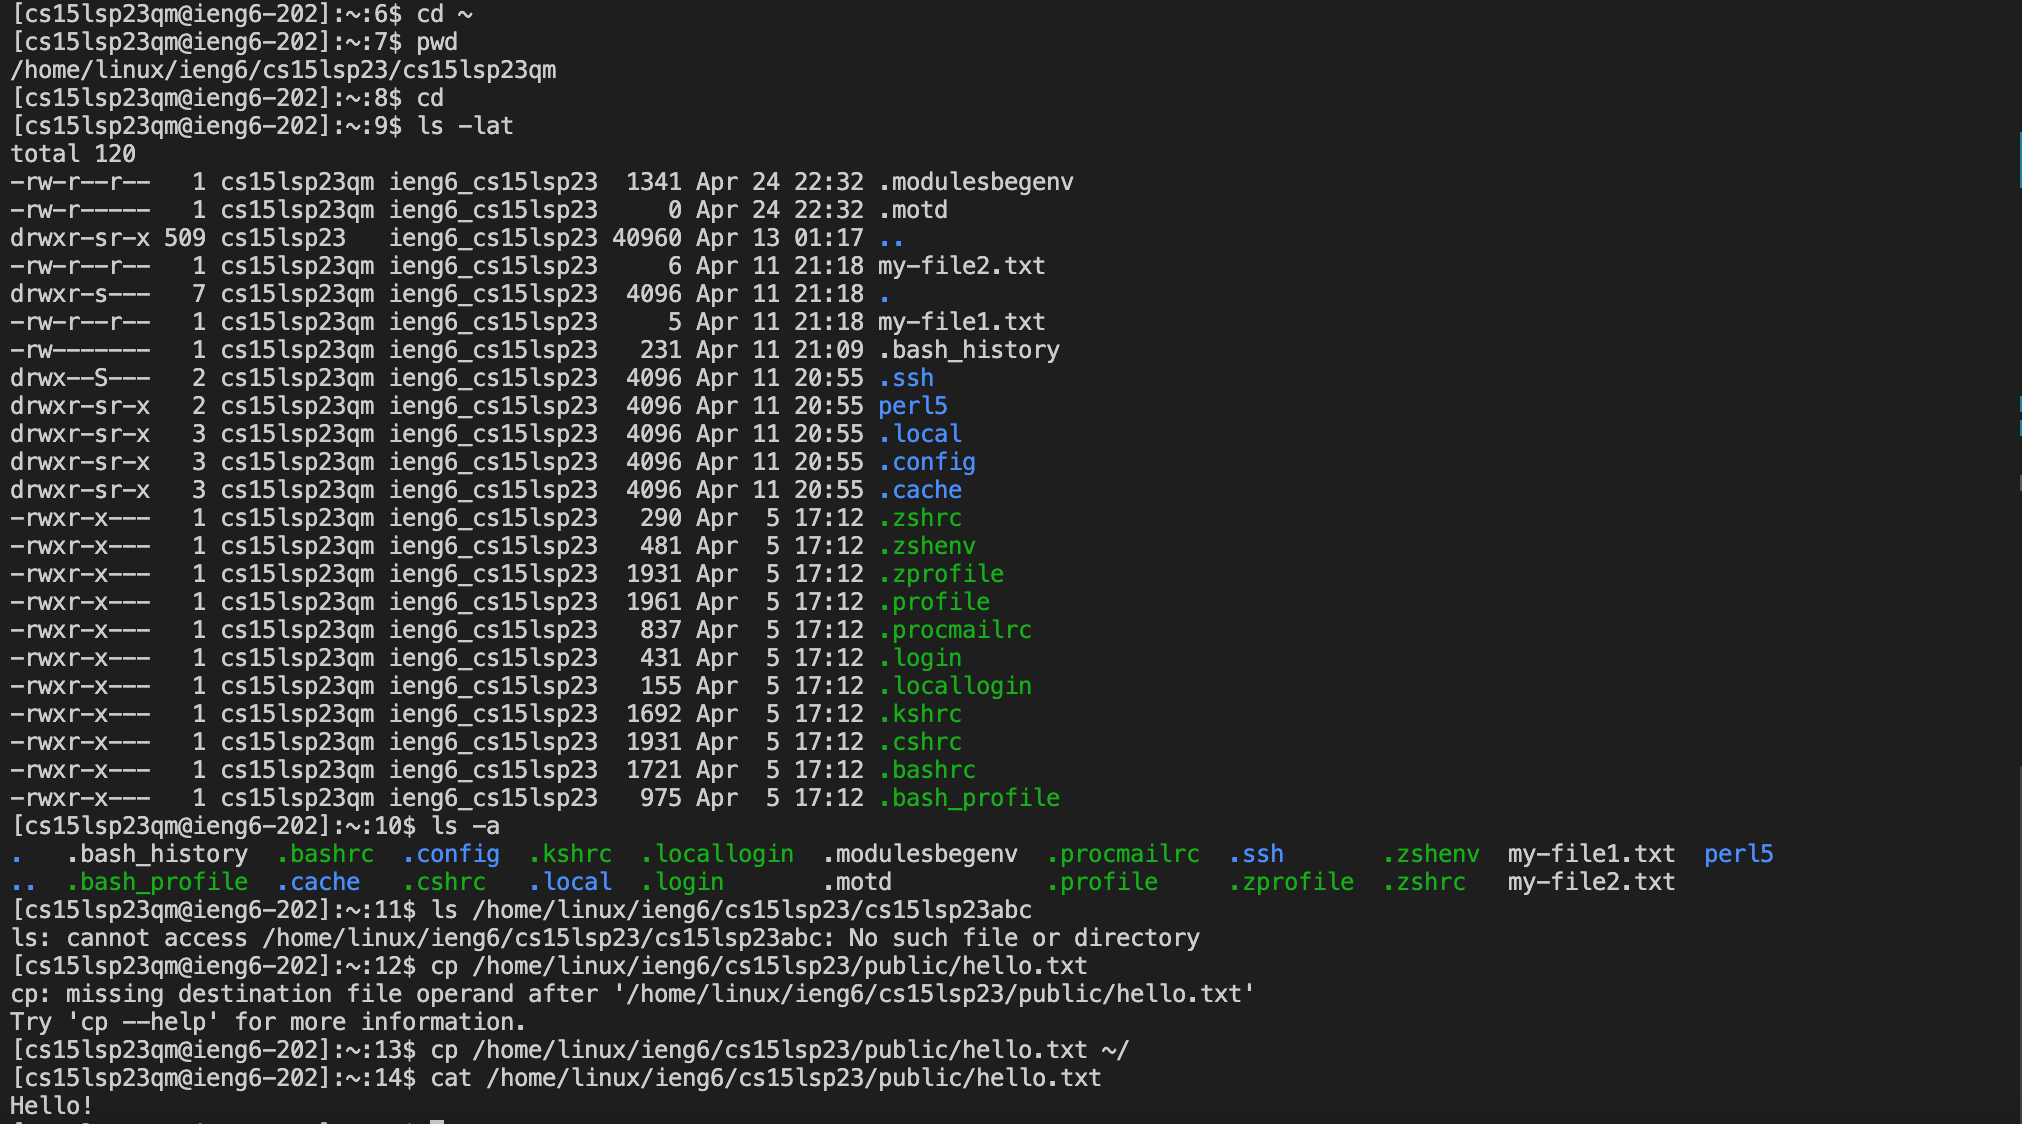 [cs15lsp23qm@ieng6-202]:~:6$ cd ~
[cs15lsp23qm@ieng6-202]:~:7$ pwd
/home/linux/ieng6/cs15lsp23/cs15lsp23qm
[cs15lsp23qm@ieng6-202]:~:8$ cd
[cs15lsp23qm@ieng6-202]:~:9$ ls -lat
total 120
-rw-r--r--   1 cs15lsp23qm ieng6_cs15lsp23  1341 Apr 24 22:32 .modulesbegenv
-rw-r-----   1 cs15lsp23qm ieng6_cs15lsp23     0 Apr 24 22:32 .motd
drwxr-sr-x 509 cs15lsp23   ieng6_cs15lsp23 40960 Apr 13 01:17 ..
-rw-r--r--   1 cs15lsp23qm ieng6_cs15lsp23     6 Apr 11 21:18 my-file2.txt
drwxr-s---   7 cs15lsp23qm ieng6_cs15lsp23  4096 Apr 11 21:18 .
-rw-r--r--   1 cs15lsp23qm ieng6_cs15lsp23     5 Apr 11 21:18 my-file1.txt
-rw-------   1 cs15lsp23qm ieng6_cs15lsp23   231 Apr 11 21:09 .bash_history
drwx--S---   2 cs15lsp23qm ieng6_cs15lsp23  4096 Apr 11 20:55 .ssh
drwxr-sr-x   2 cs15lsp23qm ieng6_cs15lsp23  4096 Apr 11 20:55 perl5
drwxr-sr-x   3 cs15lsp23qm ieng6_cs15lsp23  4096 Apr 11 20:55 .local
drwxr-sr-x   3 cs15lsp23qm ieng6_cs15lsp23  4096 Apr 11 20:55 .config
drwxr-sr-x   3 cs15lsp23qm ieng6_cs15lsp23  4096 Apr 11 20:55 .cache
-rwxr-x---   1 cs15lsp23qm ieng6_cs15lsp23   290 Apr  5 17:12 .zshrc
-rwxr-x---   1 cs15lsp23qm ieng6_cs15lsp23   481 Apr  5 17:12 .zshenv
-rwxr-x---   1 cs15lsp23qm ieng6_cs15lsp23  1931 Apr  5 17:12 .zprofile
-rwxr-x---   1 cs15lsp23qm ieng6_cs15lsp23  1961 Apr  5 17:12 .profile
-rwxr-x---   1 cs15lsp23qm ieng6_cs15lsp23   837 Apr  5 17:12 .procmailrc
-rwxr-x---   1 cs15lsp23qm ieng6_cs15lsp23   431 Apr  5 17:12 .login
-rwxr-x---   1 cs15lsp23qm ieng6_cs15lsp23   155 Apr  5 17:12 .locallogin
-rwxr-x---   1 cs15lsp23qm ieng6_cs15lsp23  1692 Apr  5 17:12 .kshrc
-rwxr-x---   1 cs15lsp23qm ieng6_cs15lsp23  1931 Apr  5 17:12 .cshrc
-rwxr-x---   1 cs15lsp23qm ieng6_cs15lsp23  1721 Apr  5 17:12 .bashrc
-rwxr-x---   1 cs15lsp23qm ieng6_cs15lsp23   975 Apr  5 17:12 .bash_profile
[cs15lsp23qm@ieng6-202]:~:10$ ls -a
.   .bash_history  .bashrc  .config  .kshrc  .locallogin  .modulesbegenv  .procmailrc  .ssh       .zshenv  my-file1.txt  perl5
..  .bash_profile  .cache   .cshrc   .local  .login       .motd           .profile     .zprofile  .zshrc   my-file2.txt
[cs15lsp23qm@ieng6-202]:~:11$ ls /home/linux/ieng6/cs15lsp23/cs15lsp23abc
ls: cannot access /home/linux/ieng6/cs15lsp23/cs15lsp23abc: No such file or directory
[cs15lsp23qm@ieng6-202]:~:12$ cp /home/linux/ieng6/cs15lsp23/public/hello.txt
cp: missing destination file operand after '/home/linux/ieng6/cs15lsp23/public/hello.txt'
Try 'cp --help' for more information.
[cs15lsp23qm@ieng6-202]:~:13$ cp /home/linux/ieng6/cs15lsp23/public/hello.txt ~/
[cs15lsp23qm@ieng6-202]:~:14$ cat /home/linux/ieng6/cs15lsp23/public/hello.txt
Hello!